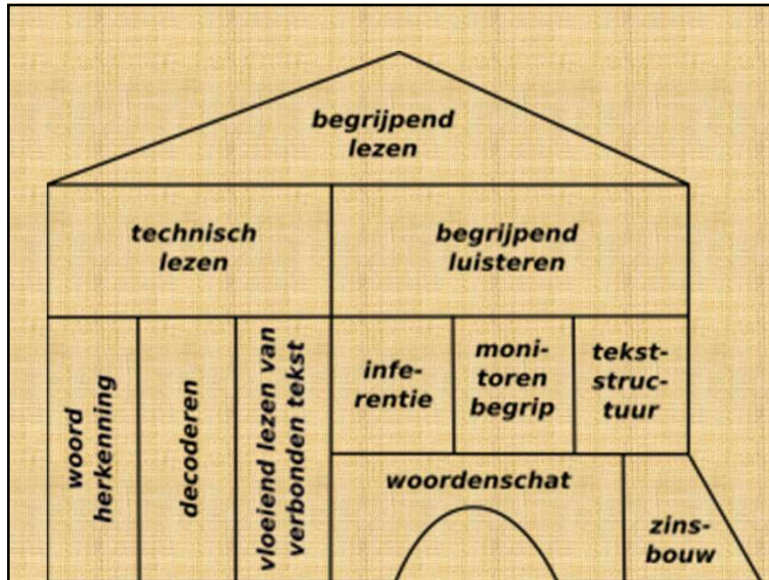 begrijpend
lezen
technisch
lezen
begrijpend
luisteren
woord
herkenning
decoderen
vloeiend lezen van
verbonden tekst
infe-
rentie
moni-
toren
begrip
tekst-
struc-
tuur
woordenschat
zins-
bouw